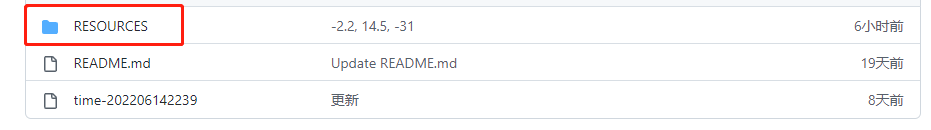 RESOURCES -2.2, 14.5, -31 6小时前
README.md Update README.md 19天前
time-202206142239 更新 8天前